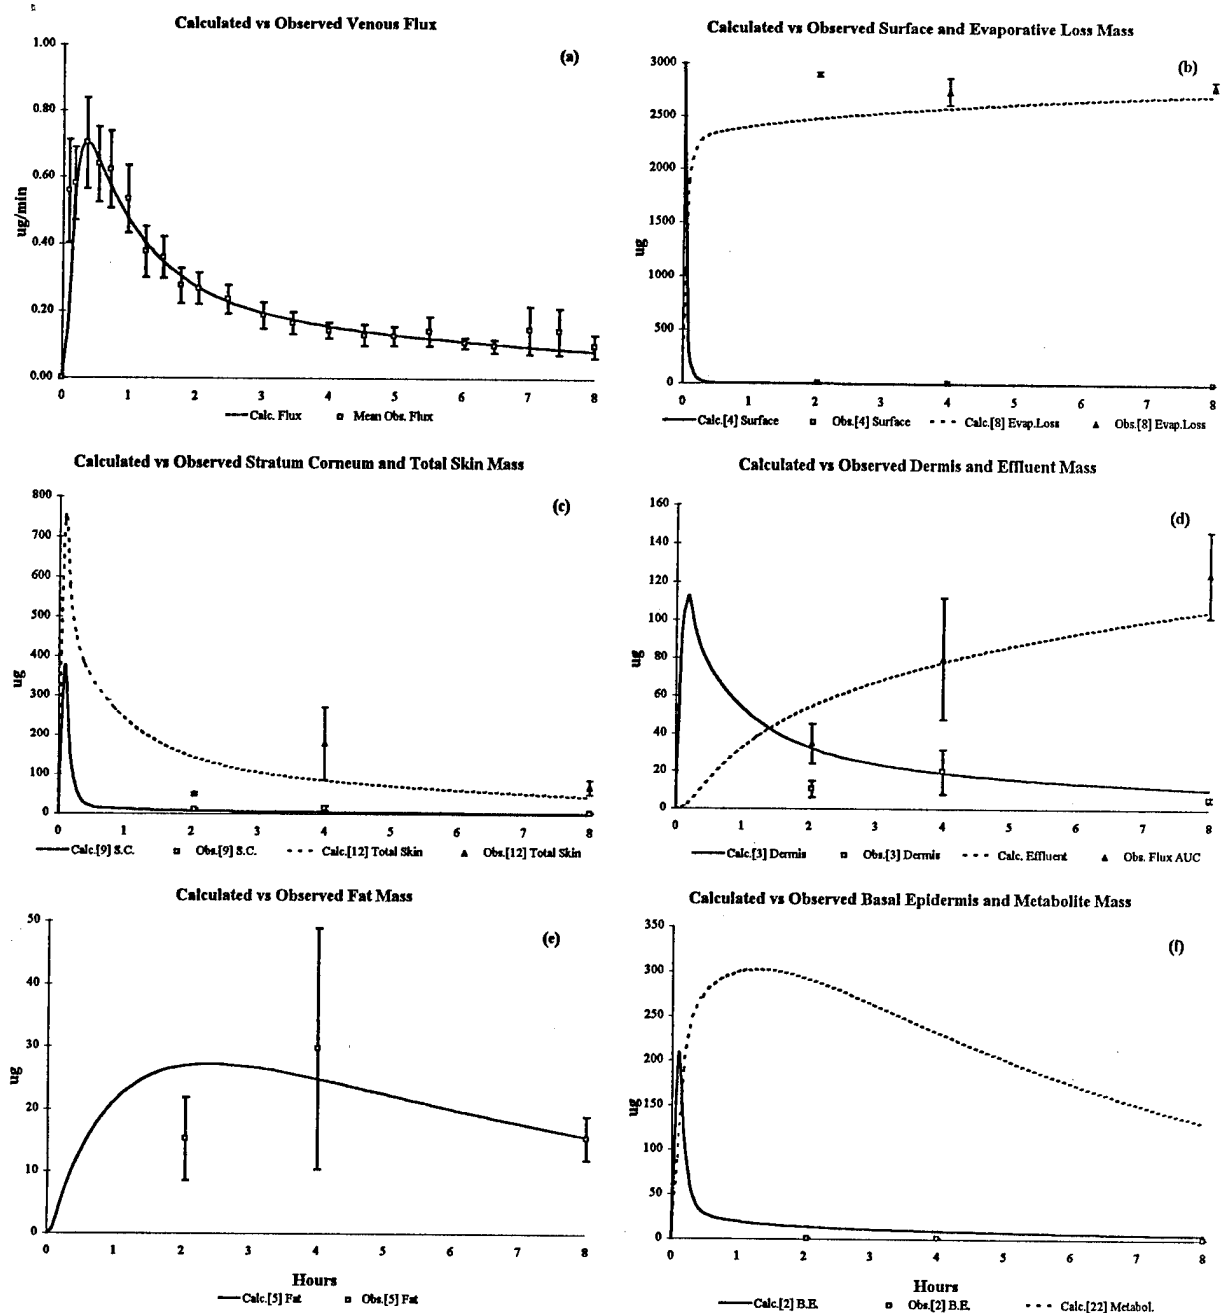 Calculated vs Observed Venous Flux
(a)
1.00
0.80
0.60
0.40
0.20
0.00
ug/min
0 1 2 3 4 5 6 7 8
Calc. Flux Mean Obs. Flux
Calculated vs Observed Surface and Evaporative Loss Mass
(b)
3000
2500
2000
1500
1000
500
0
ug
0 1 2 3 4 5 6 7 8
Calc.[4] Surface Obs.[4] Surface Calc.[8] Evap.Loss Obs.[8] Evap.Loss
Calculated vs Observed Stratum Corneum and Total Skin Mass
(c)
800
700
600
500
400
300
200
100
0
ug
0 1 2 3 4 5 6 7 8
Calc.[9] S.C. Obs.[9] S.C. Calc.[12] Total Skin Obs.[12] Total Skin
Calculated vs Observed Dermis and Effluent Mass
(d)
160
140
120
100
80
60
40
20
0
ug
0 1 2 3 4 5 6 7 8
Calc.[3] Dermis Obs.[3] Dermis Calc. Effluent Obs. Flux AUC
Calculated vs Observed Fat Mass
(e)
50
40
30
20
10
0
ug
0 1 2 3 4 5 6 7 8
Hours
Calc.[5] Fat Obs.[5] Fat
Calculated vs Observed Basal Epidermis and Metabolite Mass
(f)
350
300
250
200
150
100
50
0
ug
0 1 2 3 4 5 6 7 8
Hours
Calc.[2] B.E. Obs.[2] B.E. Calc.[22] Metabol.